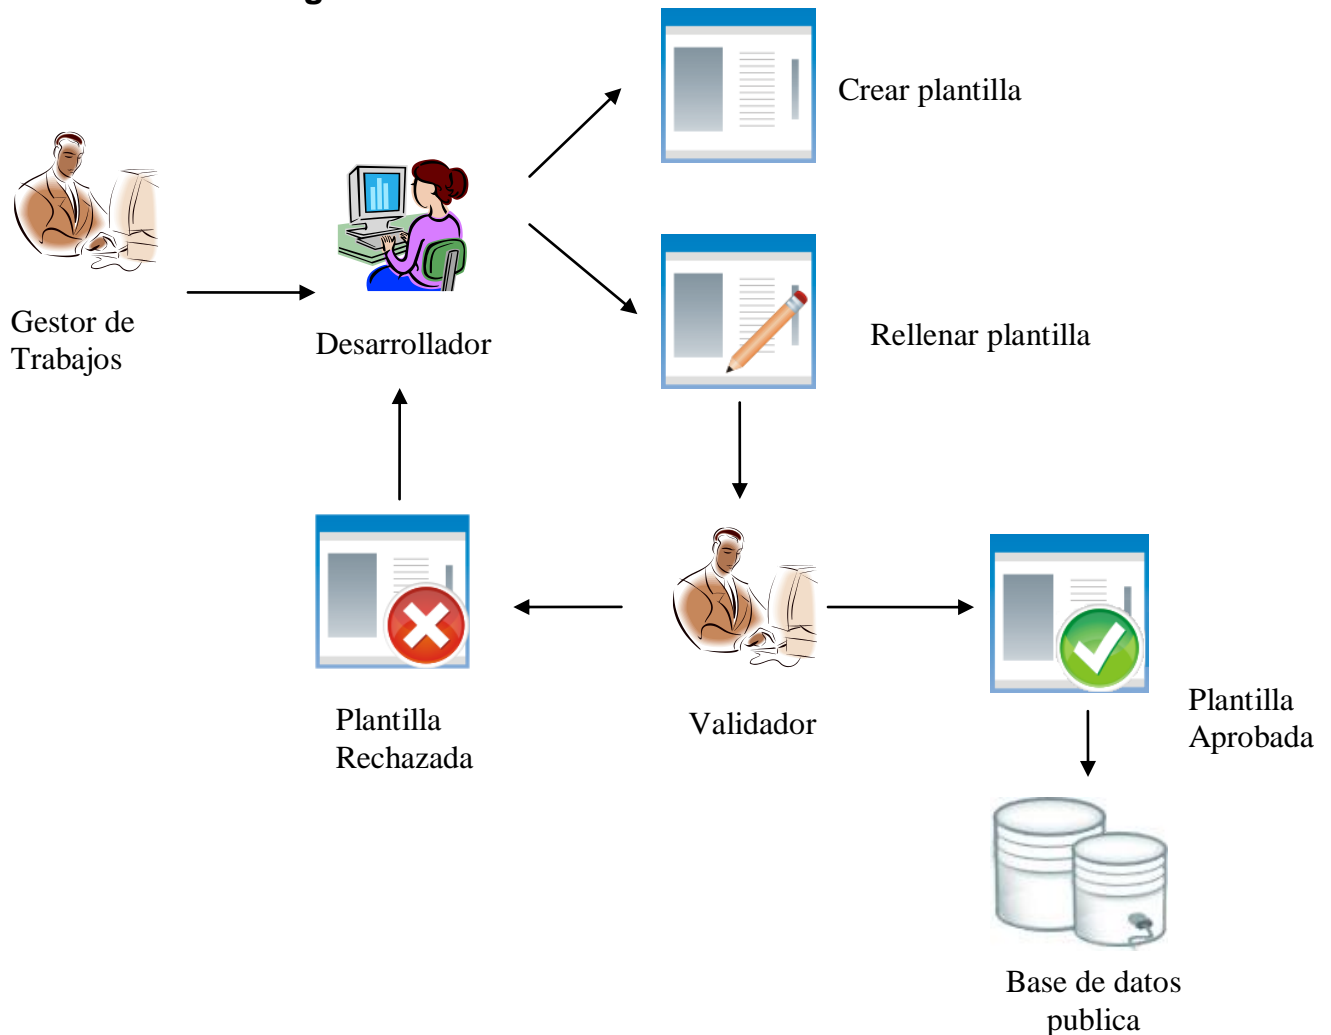 Crear plantilla
Gestor de
Trabajos
Desarrollador
Rellenar plantilla
Plantilla
Rechazada
Validador
Plantilla
Aprobada
Base de datos
publica